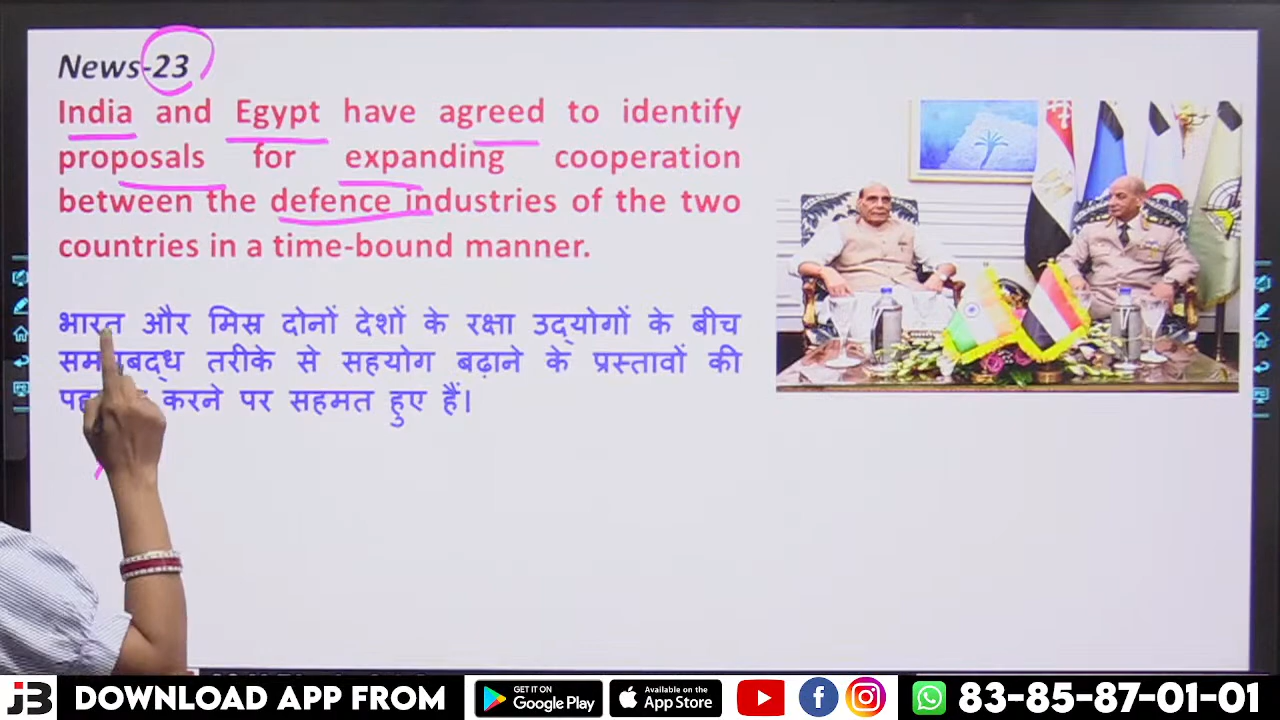 News-23
India and Egypt have agreed to identify
proposals for expanding cooperation
between the defence industries of the two
countries in a time-bound manner.
भारत और मिस्र दोनों देशों के रक्षा उद्योगों के बीच
तरीके से सहयोग बढ़ाने के प्रस्तावों की
करने पर सहमत हुए हैं।
JB DOWNLOAD APP FROM GET IT ON Google Play Available on the App Store 83-85-87-01-01